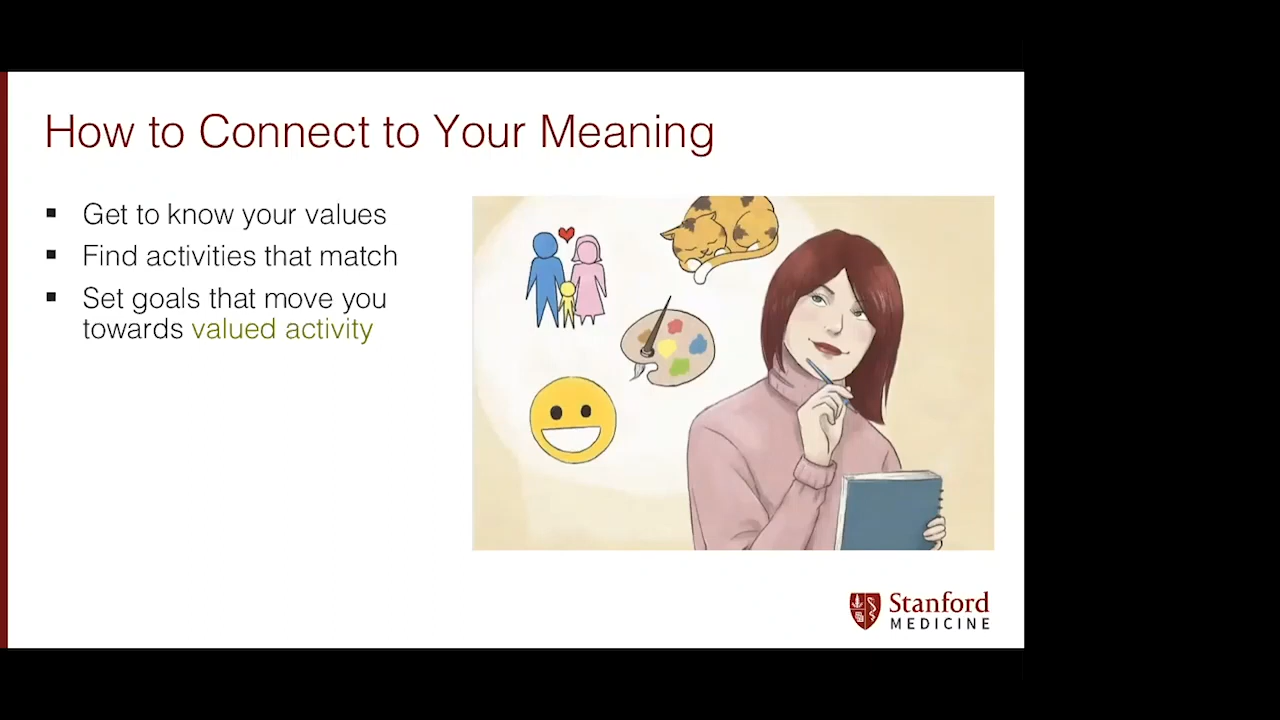 How to Connect to Your Meaning
▪ Get to know your values
▪ Find activities that match
▪ Set goals that move you
towards valued activity
Stanford
MEDICINE